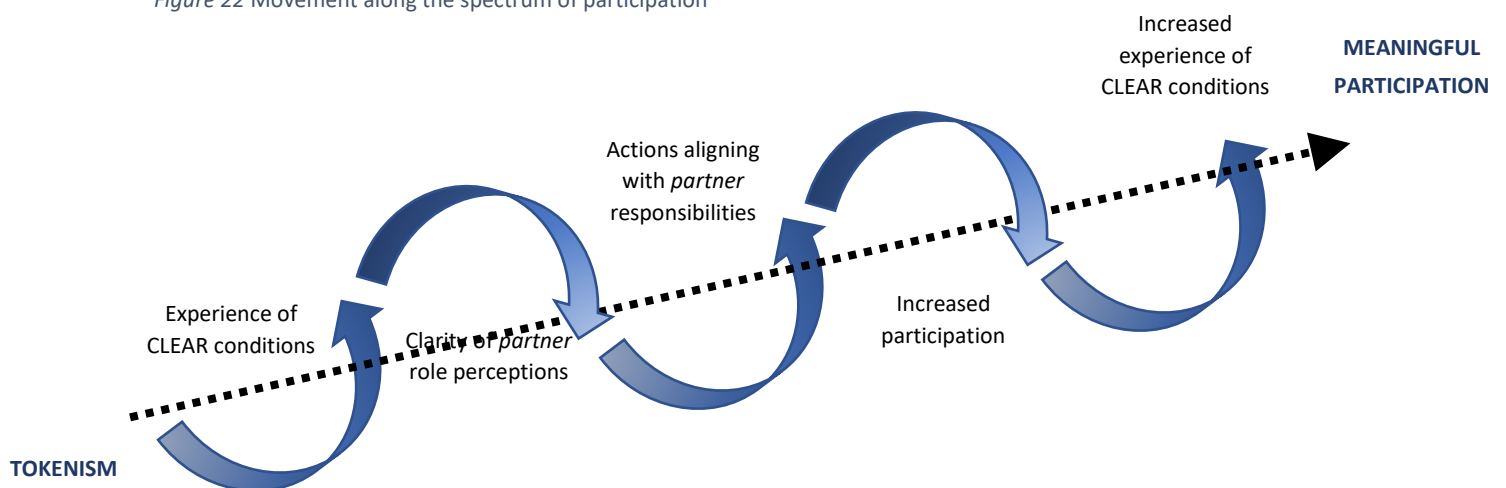 Figure 22 Movement along the spectrum of participation
Increased
experience of
CLEAR conditions
MEANINGFUL
PARTICIPATION
Actions aligning
with partner
responsibilities
Experience of
CLEAR conditions
Clarity of partner
role perceptions
Increased
participation
TOKENISM